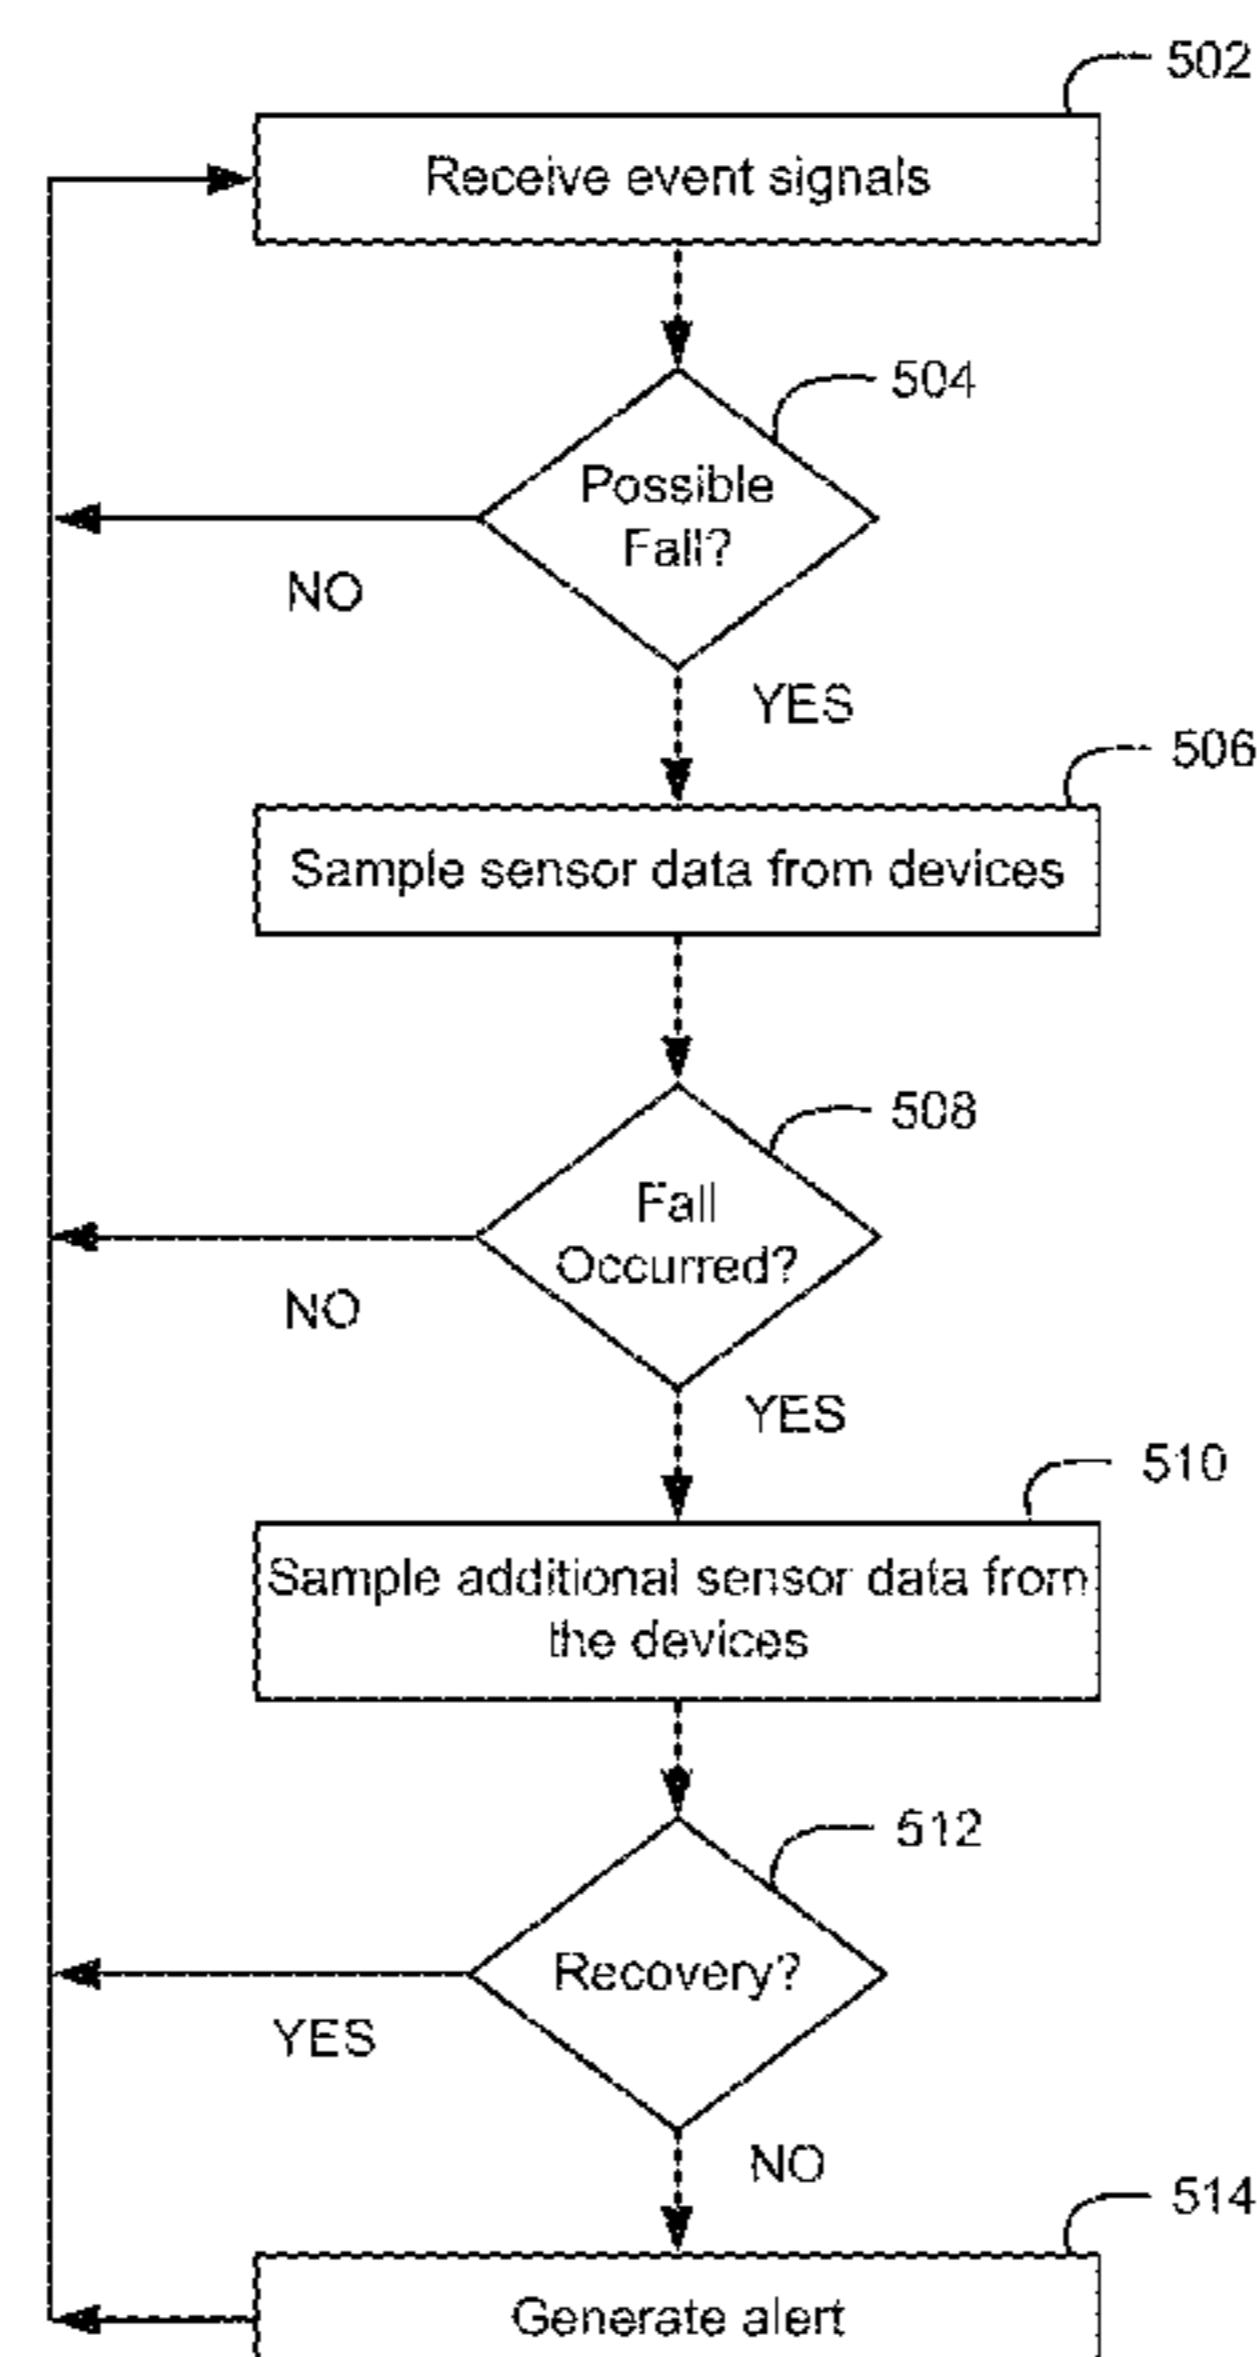 502
Receive event signals
504
Possible
Fall?
NO
YES
506
Sample sensor data from devices
508
Fall
Occurred?
NO
YES
510
Sample additional sensor data from
the devices
512
Recovery?
YES
NO
514
Generate alert